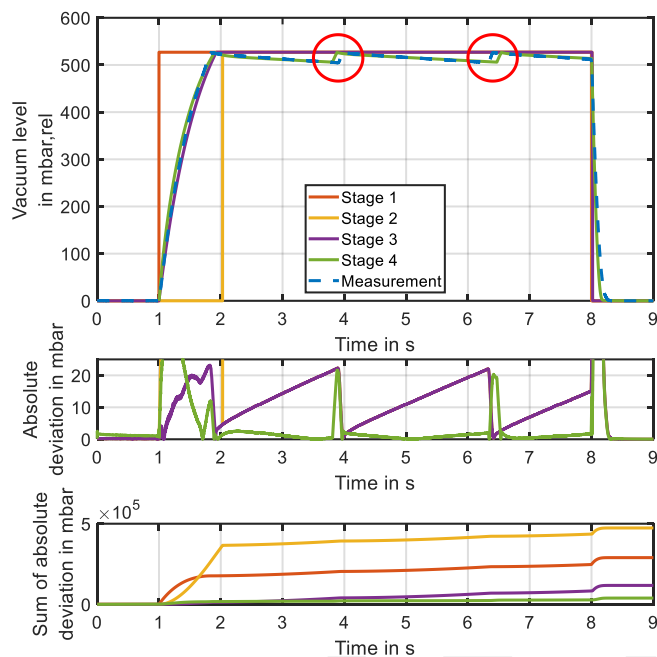 600
500
400
300
200
100
0
Vacuum level
in mbar,rel
Stage 1
Stage 2
Stage 3
Stage 4
Measurement
0 1 2 3 4 5 6 7 8 9
Time in s
20
10
0
Absolute
deviation in mbar
0 1 2 3 4 5 6 7 8 9
Time in s
×10^5
5
0
Sum of absolute
deviation in mbar
0 1 2 3 4 5 6 7 8 9
Time in s